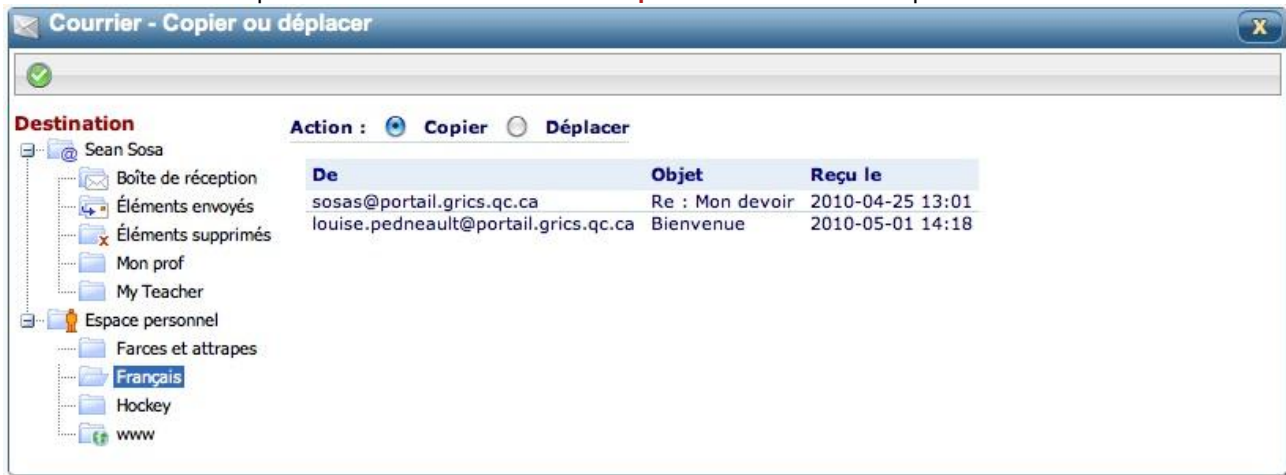 Courrier - Copier ou déplacer
X
Destination
Action : Copier Déplacer
Sean Sosa
Boîte de réception
Éléments envoyés
Éléments supprimés
Mon prof
My Teacher
Espace personnel
Farces et attrapes
Français
Hockey
www
De Objet Reçu le
sosas@portail.grics.qc.ca Re : Mon devoir 2010-04-25 13:01
louise.pedneault@portail.grics.qc.ca Bienvenue 2010-05-01 14:18